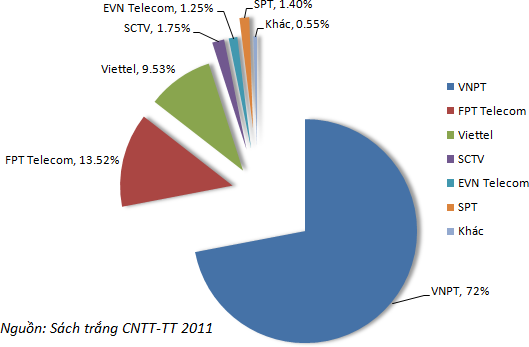 EVN Telecom, 1.25%
SPT, 1.40%
SCTV, 1.75%
Khác, 0.55%
Viettel, 9.53%
FPT Telecom, 13.52%
VNPT, 72%
VNPT
FPT Telecom
Viettel
SCTV
EVN Telecom
SPT
Khác
Nguồn: Sách trắng CNTT-TT 2011